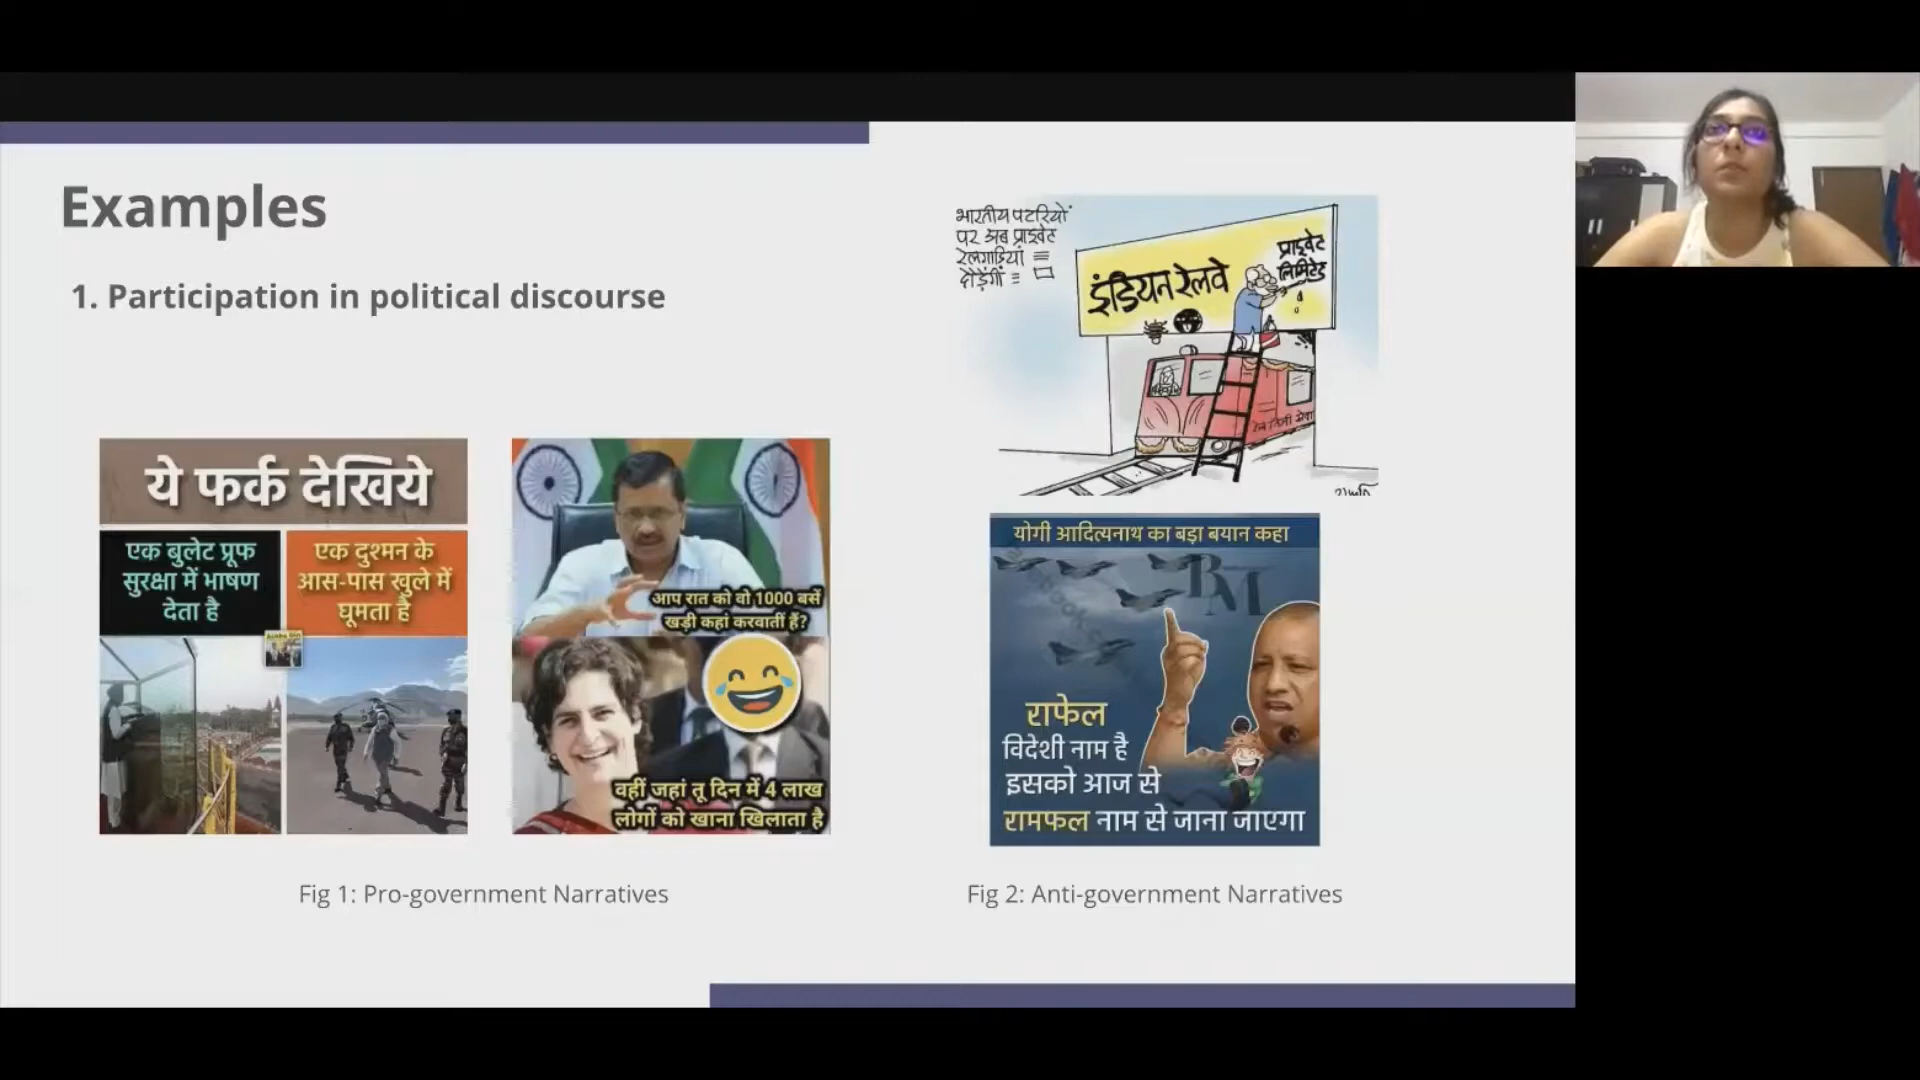 Examples
1. Participation in political discourse
ये फर्क देखिये
एक बुलेट प्रूफ
सुरक्षा में भाषण
देता है
एक दुश्मन के
आस-पास खुले में
घूमता है
आप रात को वो 1000 बसें
खड़ी कहां करवातीं हैं?
वहीं जहां तू दिन में 4 लाख
लोगों को खाना खिलाता है
Fig 1: Pro-government Narratives
भारतीय पटरियों
पर अब प्राइवेट
रेलगाडियां
दौड़ेंगीं
इंडियन रेलवे
प्राइवेट
लिमिटेड
योगी आदित्यनाथ का बड़ा बयान कहा
BM
राफेल
विदेशी नाम है
इसको आज से
रामफल नाम से जाना जाएगा
Fig 2: Anti-government Narratives